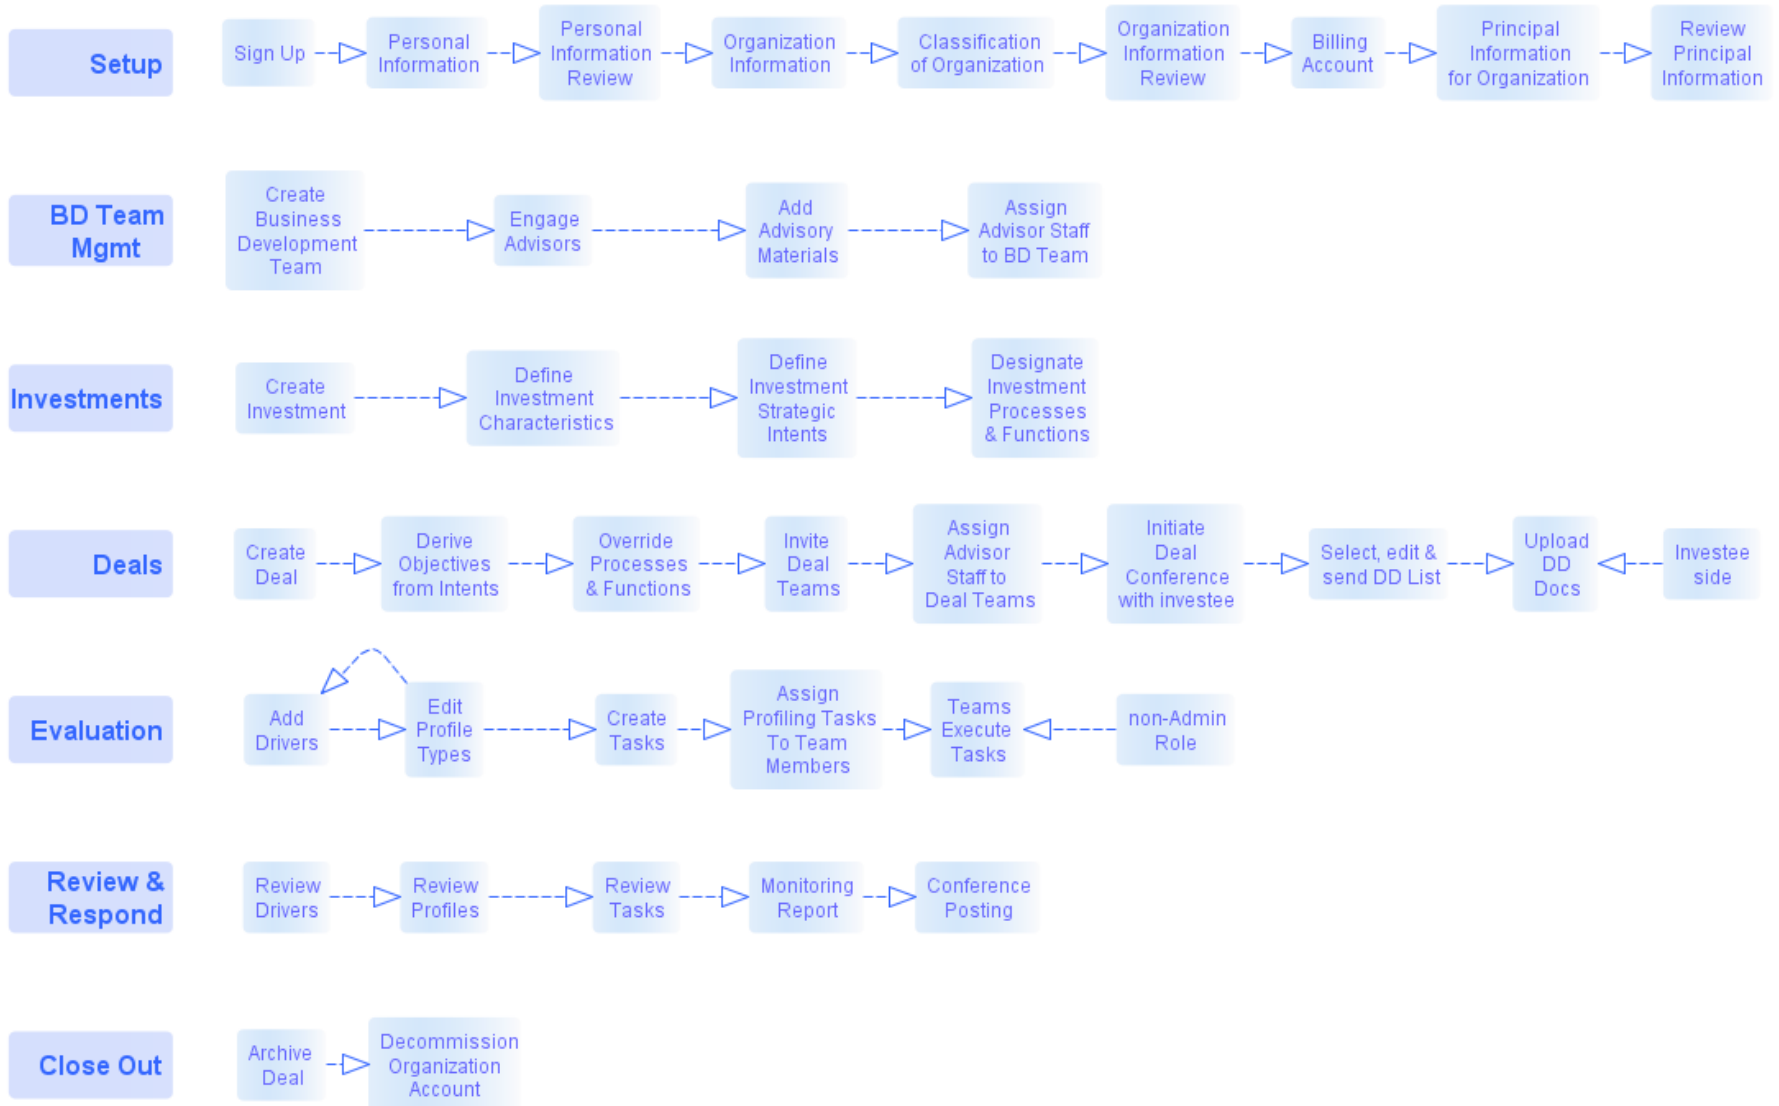 Setup
Sign Up
Personal
Information
Personal
Information
Review
Organization
Information
Classification
of Organization
Organization
Information
Review
Billing
Account
Principal
Information
for Organization
Review
Principal
Information
BD Team
Mgmt
Create
Business
Development
Team
Engage
Advisors
Add
Advisory
Materials
Assign
Advisor Staff
to BD Team
Investments
Create
Investment
Define
Investment
Characteristics
Define
Investment
Strategic
Intents
Designate
Investment
Processes
& Functions
Deals
Create
Deal
Derive
Objectives
from Intents
Override
Processes
& Functions
Invite
Deal
Teams
Assign
Advisor
Staff to
Deal Teams
Initiate
Deal
Conference
with investee
Select, edit &
send DD List
Upload
DD
Docs
Investee
side
Evaluation
Add
Drivers
Edit
Profile
Types
Create
Tasks
Assign
Profiling Tasks
To Team
Members
Teams
Execute
Tasks
non-Admin
Role
Review &
Respond
Review
Drivers
Review
Profiles
Review
Tasks
Monitoring
Report
Conference
Posting
Close Out
Archive
Deal
Decommission
Organization
Account